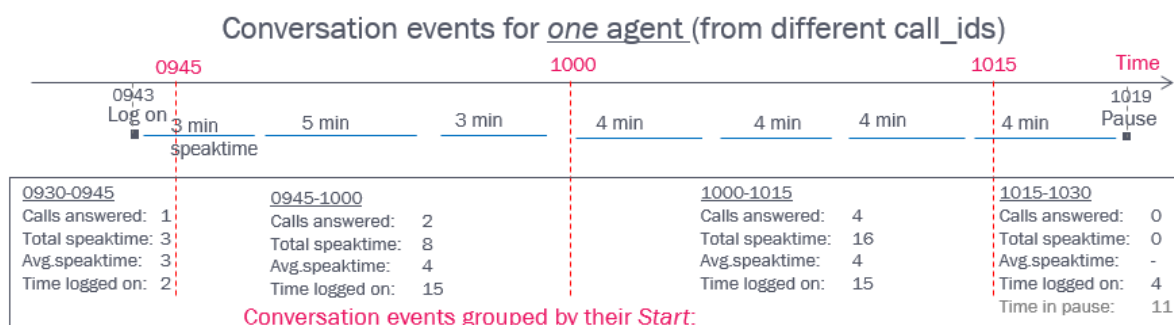 Conversation events for one agent (from different call_ids)
0945 1000 1015 Time
0943 1019
Log on Pause
3 min 5 min 3 min 4 min 4 min 4 min 4 min
speaktime
0930-0945
Calls answered: 1
Total speaktime: 3
Avg.speaktime: 3
Time logged on: 2
0945-1000
Calls answered: 2
Total speaktime: 8
Avg.speaktime: 4
Time logged on: 15
1000-1015
Calls answered: 4
Total speaktime: 16
Avg.speaktime: 4
Time logged on: 15
1015-1030
Calls answered: 0
Total speaktime: 0
Avg.speaktime: -
Time logged on: 4
Time in pause: 11
Conversation events grouped by their Start: